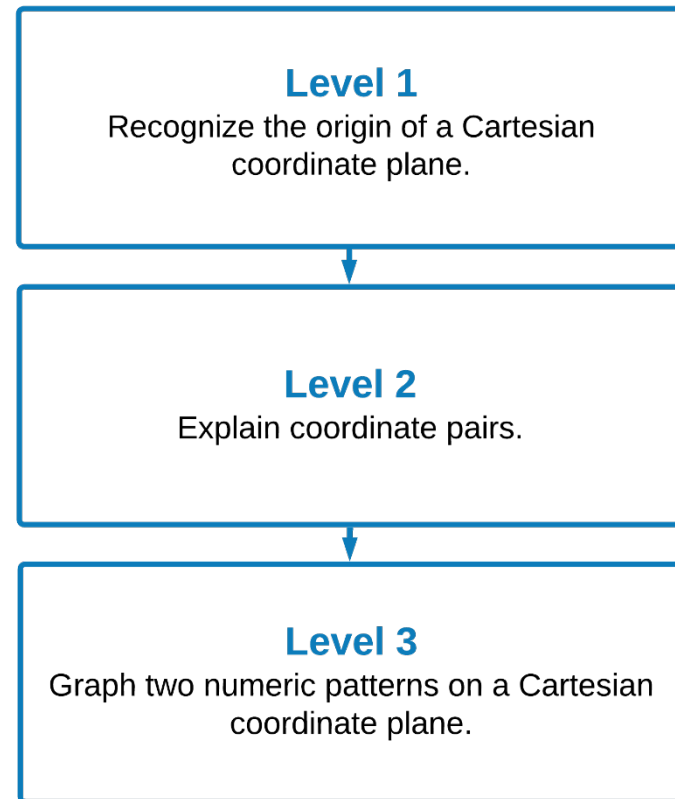 Level 1
Recognize the origin of a Cartesian
coordinate plane.
Level 2
Explain coordinate pairs.
Level 3
Graph two numeric patterns on a Cartesian
coordinate plane.